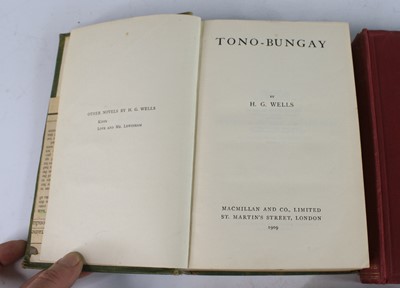 OTHER NOVELS BY H. G. WELLS
KIPPS
LOVE AND MR. LEWISHAM
TONO-BUNGAY
BY
H. G. WELLS
MACMILLAN AND CO., LIMITED
ST. MARTIN'S STREET, LONDON
1909